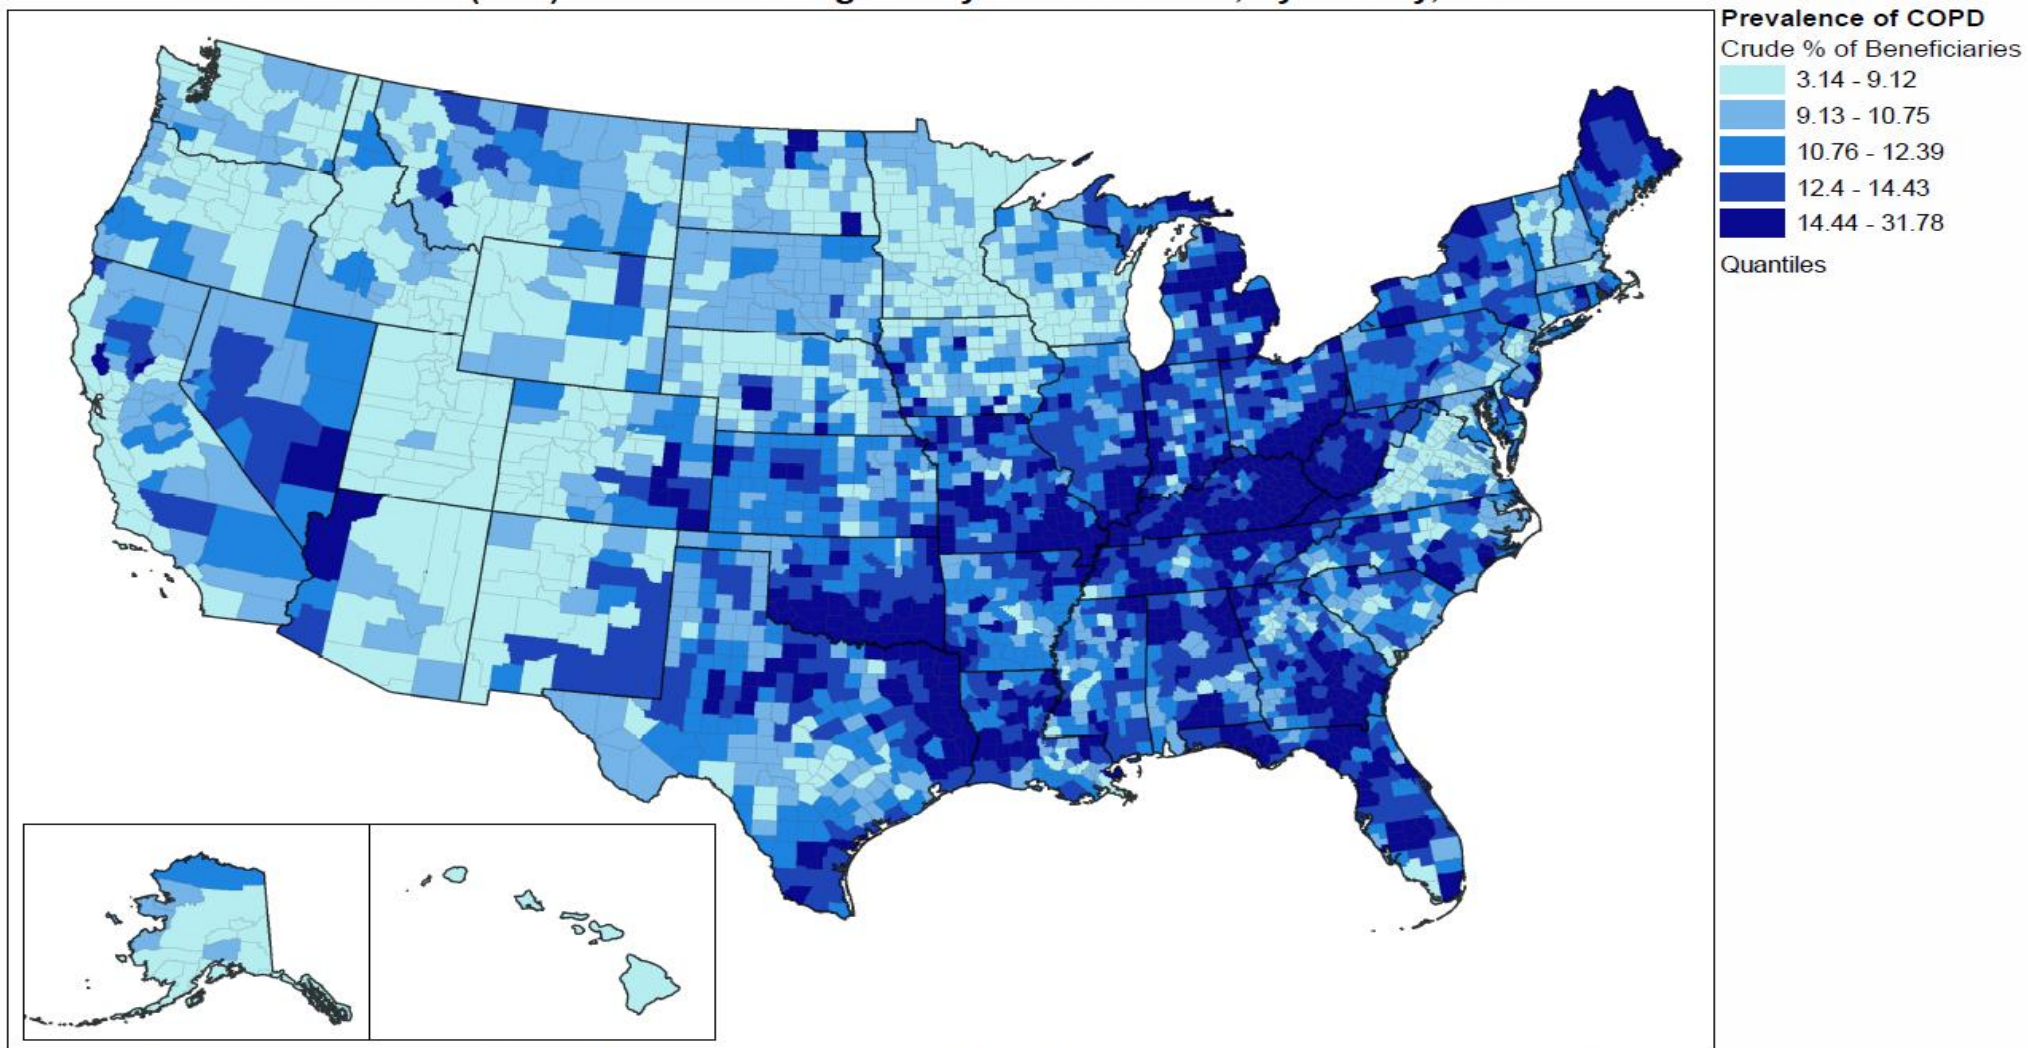 Prevalence of COPD
Crude % of Beneficiaries
3.14 - 9.12
9.13 - 10.75
10.76 - 12.39
12.4 - 14.43
14.44 - 31.78
Quantiles